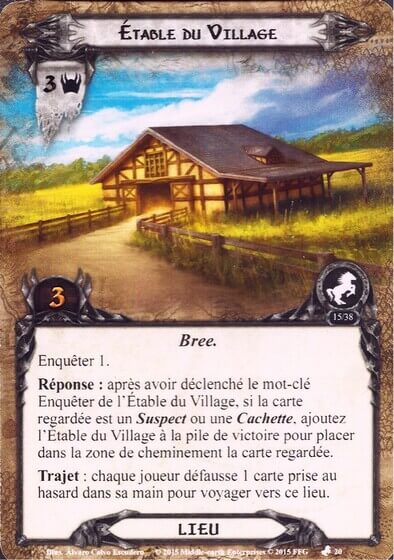 Étable du Village
3
3
15/38
Bree.
Enquêter 1.
Réponse : après avoir déclenché le mot-clé
Enquêter de l'Étable du Village, si la carte
regardée est un Suspect ou une Cachette, ajoutez
l'Étable du Village à la pile de victoire pour placer
dans la zone de cheminement la carte regardée.
Trajet : chaque joueur défausse 1 carte prise au
hasard dans sa main pour voyager vers ce lieu.
LIEU
Illus. Alvaro Calvo Escudero © 2015 Middle-earth Enterprises © 2015 FFG 20